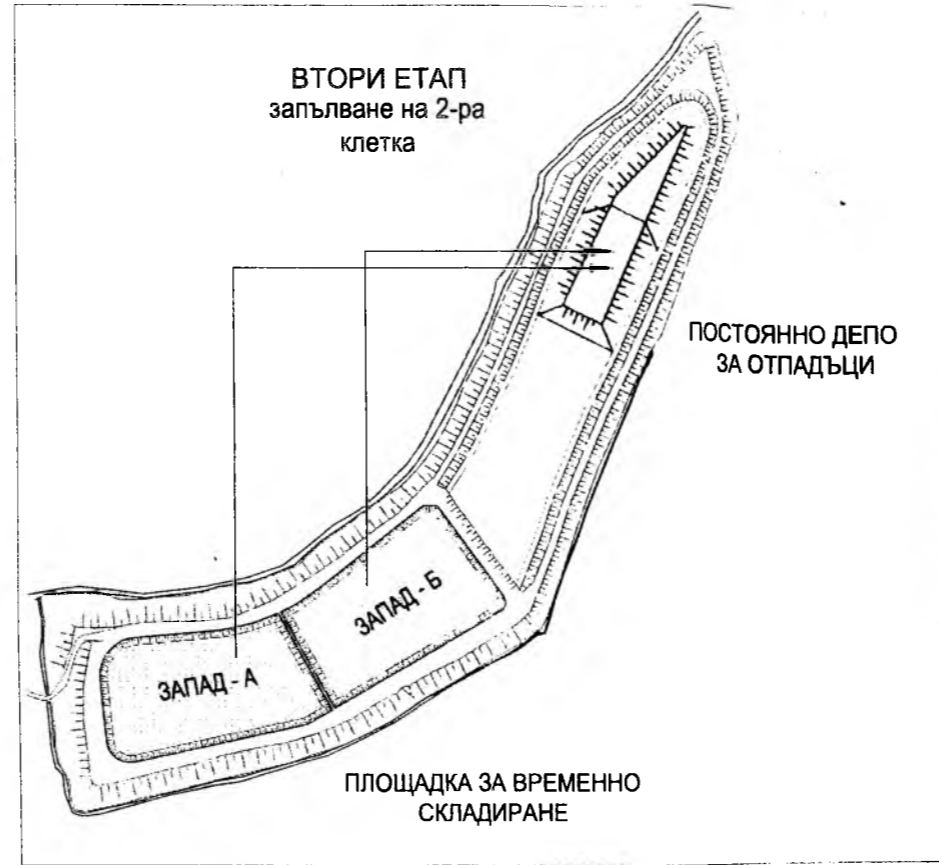 ВТОРИ ЕТАП
запълване на 2-ра
клетка
ПОСТОЯННО ДЕПО
ЗА ОТПАДЪЦИ
ЗАПАД - Б
ЗАПАД - А
ПЛОЩАДКА ЗА ВРЕМЕННО
СКЛАДИРАНЕ